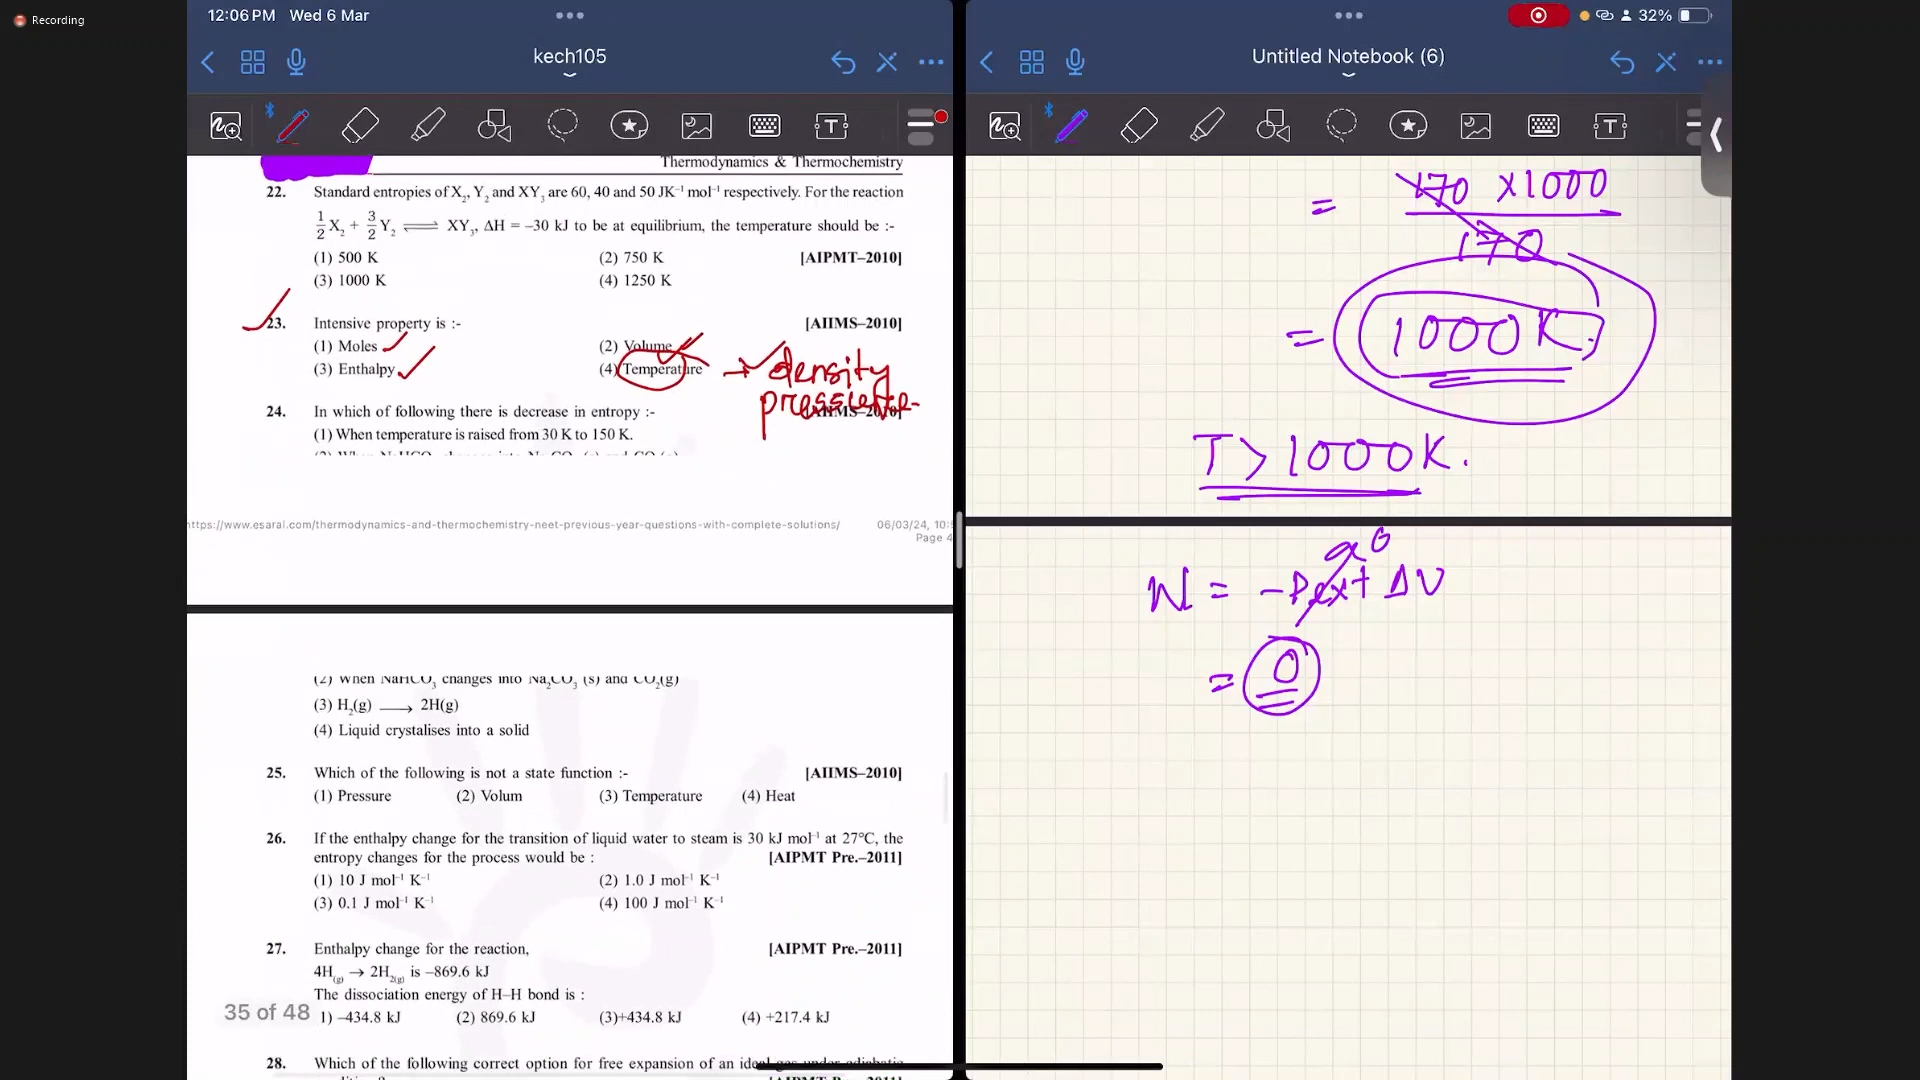 Recording
12:06 PM Wed 6 Mar
kech105
Thermodynamics & Thermochemistry
22. Standard entropies of X₂, Y₂ and XY₃ are 60, 40 and 50 JK⁻¹ mol⁻¹ respectively. For the reaction
1/2 X₂ + 3/2 Y₂ ⇌ XY₃, ΔH = –30 kJ to be at equilibrium, the temperature should be :-
(1) 500 K (2) 750 K [AIPMT–2010]
(3) 1000 K (4) 1250 K
23. Intensive property is :- [AIIMS–2010]
(1) Moles (2) Volume
(3) Enthalpy (4) Temperature → density
pressure
24. In which of following there is decrease in entropy :- [AIIMS–2010]
(1) When temperature is raised from 30 K to 150 K.
ttps://www.esaral.com/thermodynamics-and-thermochemistry-neet-previous-year-questions-with-complete-solutions/ 06/03/24, 10:
Page 4
(2) When NaHCO₃ changes into Na₂CO₃ (s) and CO₂(g)
(3) H₂(g) ⟶ 2H(g)
(4) Liquid crystalises into a solid
25. Which of the following is not a state function :- [AIIMS–2010]
(1) Pressure (2) Volum (3) Temperature (4) Heat
26. If the enthalpy change for the transition of liquid water to steam is 30 kJ mol⁻¹ at 27°C, the
entropy changes for the process would be : [AIPMT Pre.–2011]
(1) 10 J mol⁻¹ K⁻¹ (2) 1.0 J mol⁻¹ K⁻¹
(3) 0.1 J mol⁻¹ K⁻¹ (4) 100 J mol⁻¹ K⁻¹
27. Enthalpy change for the reaction, [AIPMT Pre.–2011]
4H(g) → 2H₂(g) is –869.6 kJ
The dissociation energy of H–H bond is :
35 of 48 1) –434.8 kJ (2) 869.6 kJ (3)+434.8 kJ (4) +217.4 kJ
28. Which of the following correct option for free expansion of an ideal gas under adiabatic
32%
Untitled Notebook (6)
= 170 × 1000
170
= 1000 K.
T > 1000 K.
W = -Pext ΔV
= 0